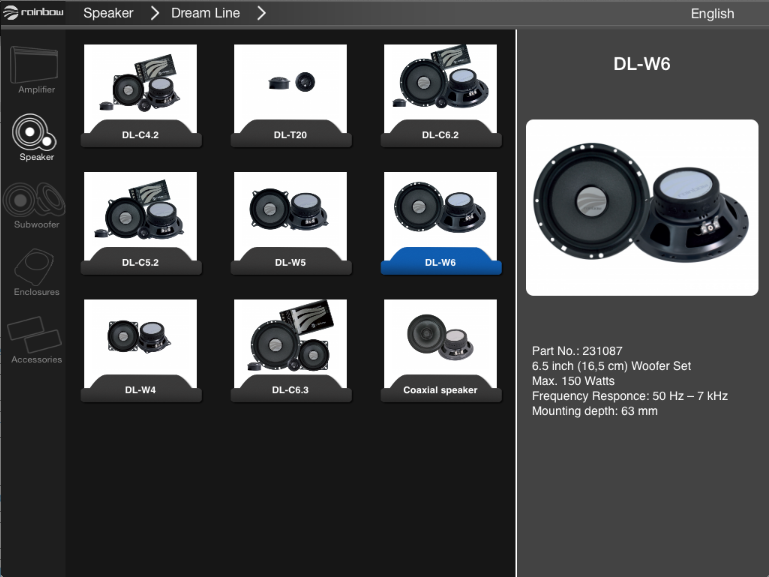 rainbow
Speaker
Dream Line
English
Amplifier
Speaker
Subwoofer
Enclosures
Accessories
DL-C4.2
DL-T20
DL-C6.2
DL-C5.2
DL-W5
DL-W6
DL-W4
DL-C6.3
Coaxial speaker
DL-W6
Part No.: 231087
6.5 inch (16,5 cm) Woofer Set
Max. 150 Watts
Frequency Responce: 50 Hz – 7 kHz
Mounting depth: 63 mm